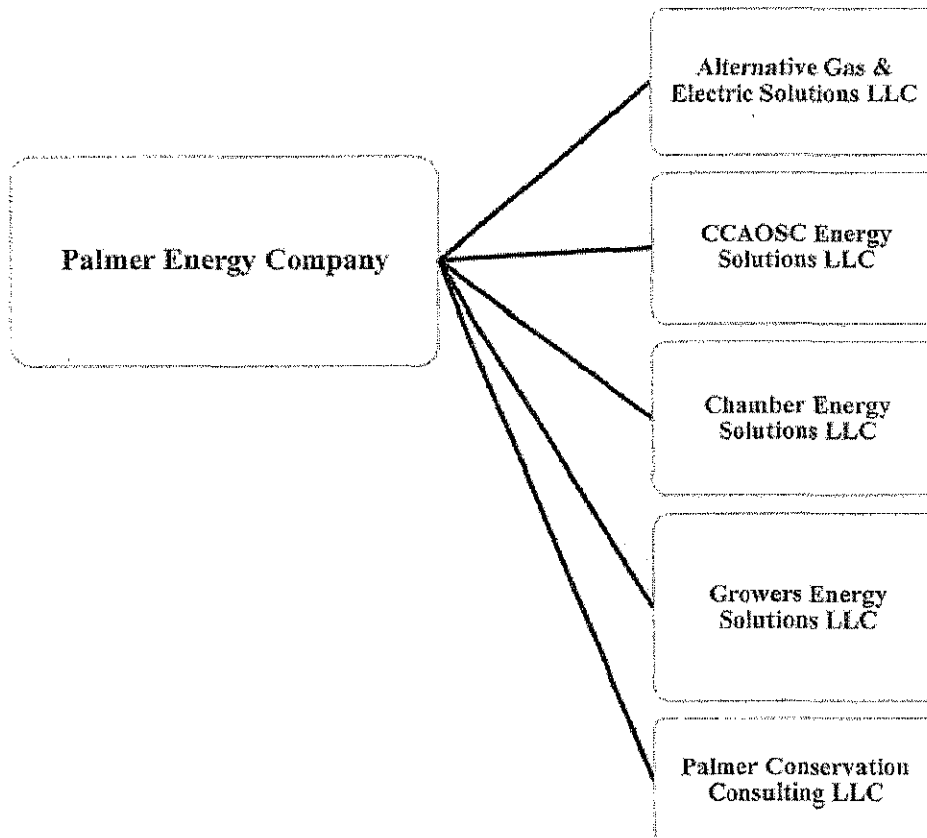 Alternative Gas &
Electric Solutions LLC
Palmer Energy Company
CCAOSC Energy
Solutions LLC
Chamber Energy
Solutions LLC
Growers Energy
Solutions LLC
Palmer Conservation
Consulting LLC